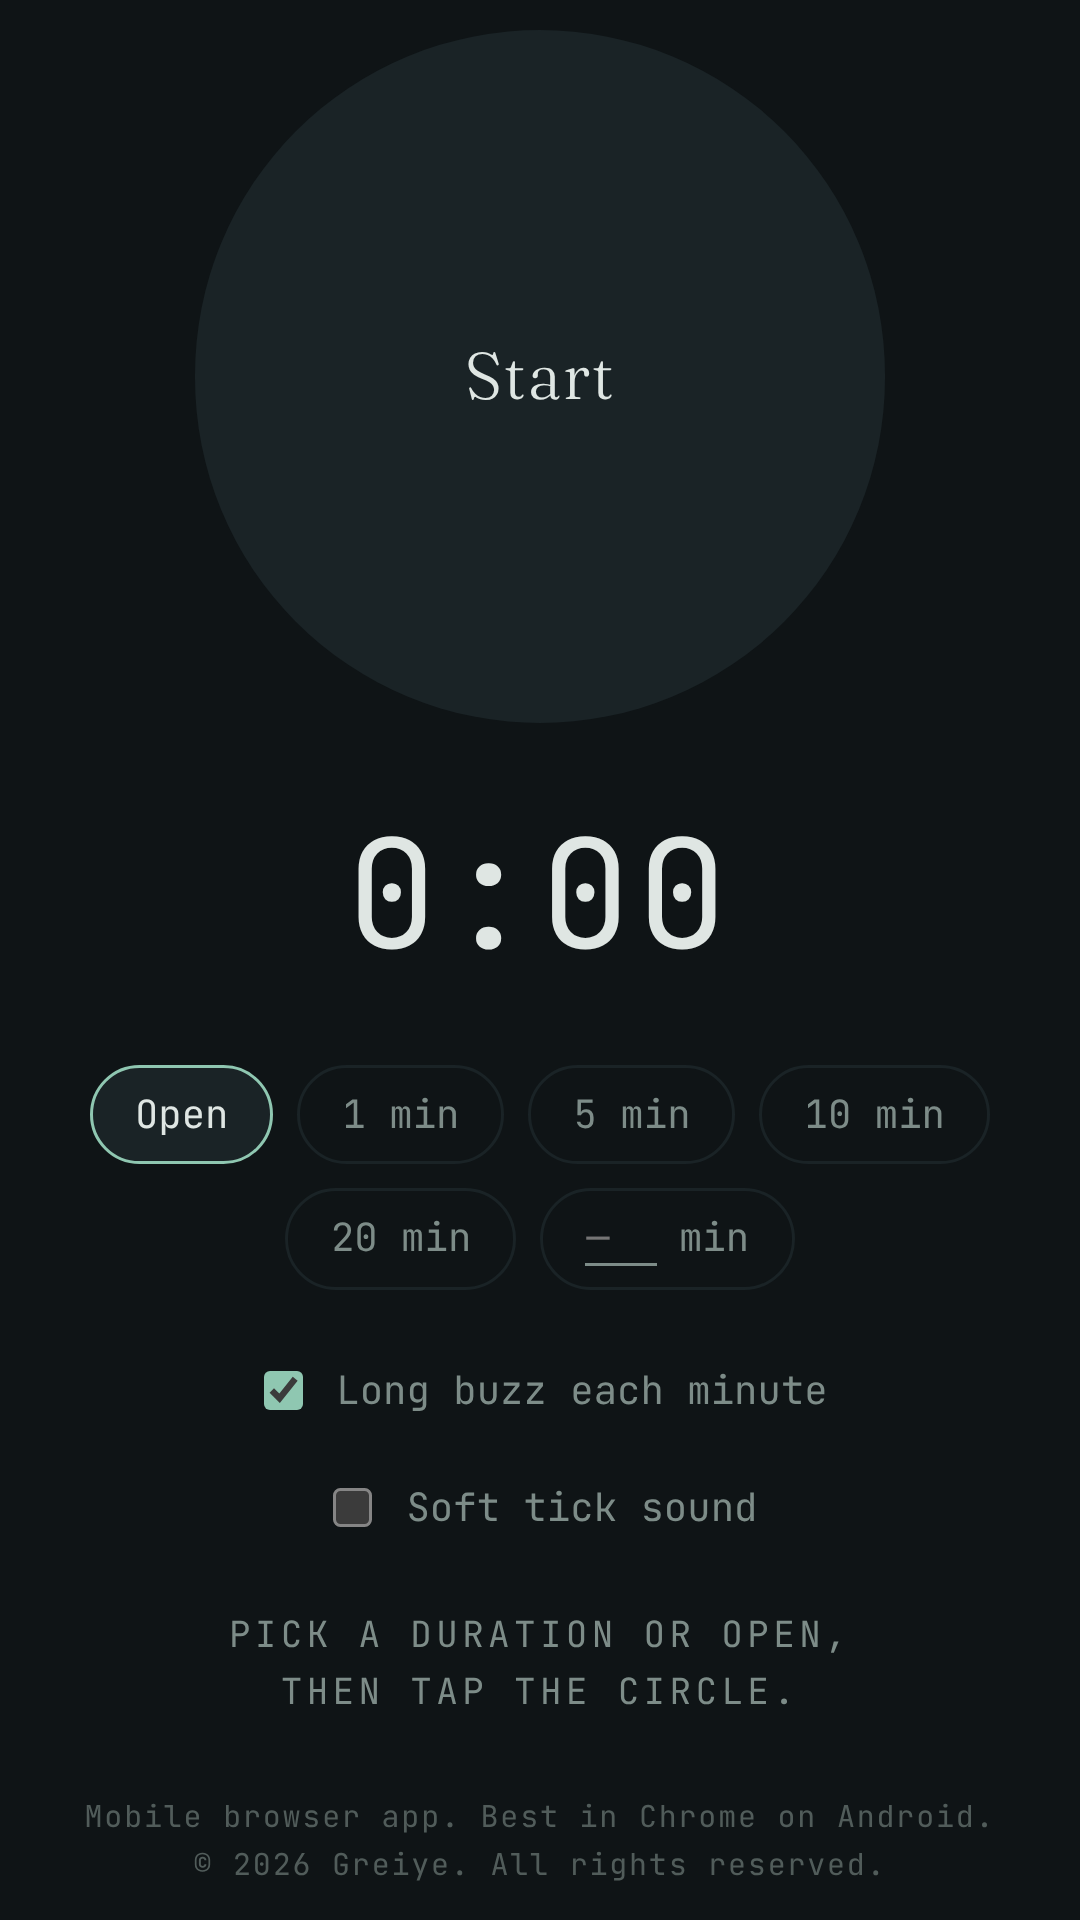 Start
0:00
Open 1 min 5 min 10 min
20 min — min
Long buzz each minute
Soft tick sound
PICK A DURATION OR OPEN,
THEN TAP THE CIRCLE.
Mobile browser app. Best in Chrome on Android.
© 2026 Greiye. All rights reserved.